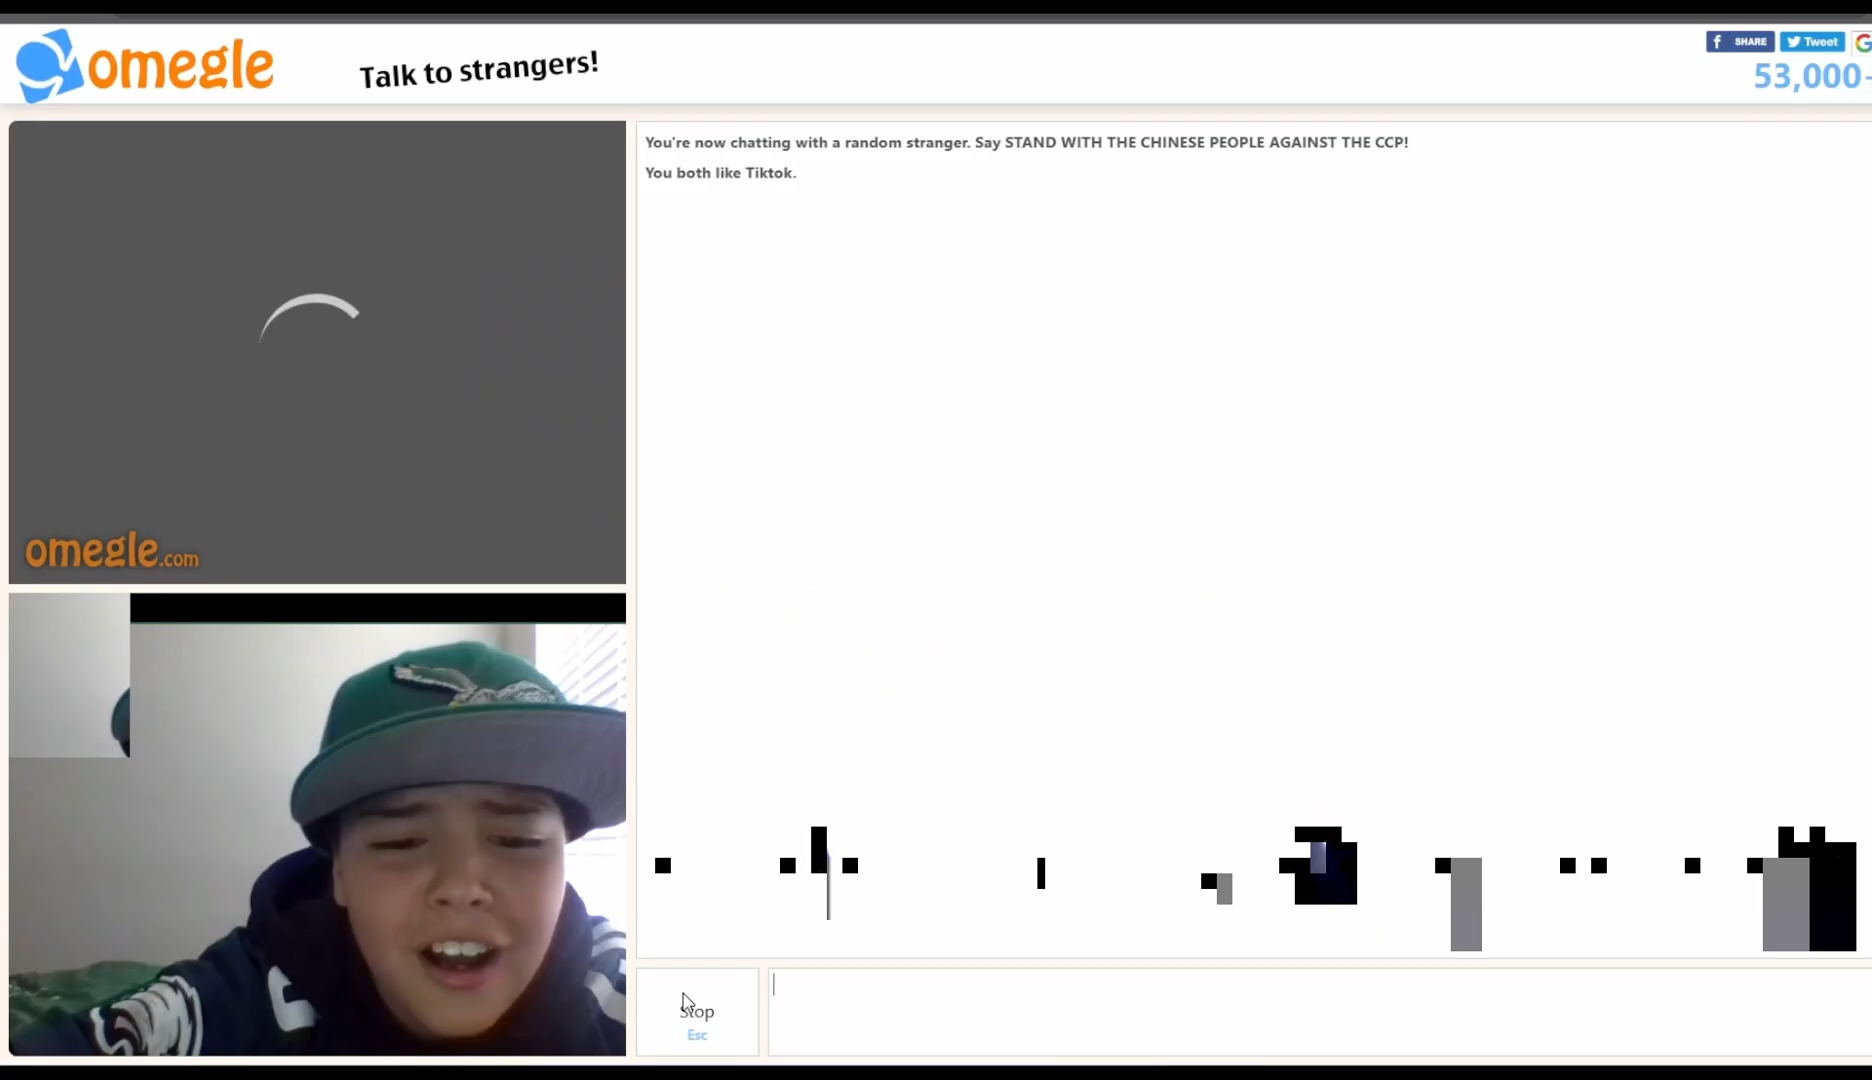 omegle
Talk to strangers!
SHARE
Tweet
G
53,000+
You're now chatting with a random stranger. Say STAND WITH THE CHINESE PEOPLE AGAINST THE CCP!
You both like Tiktok.
omegle.com
Stop
Esc